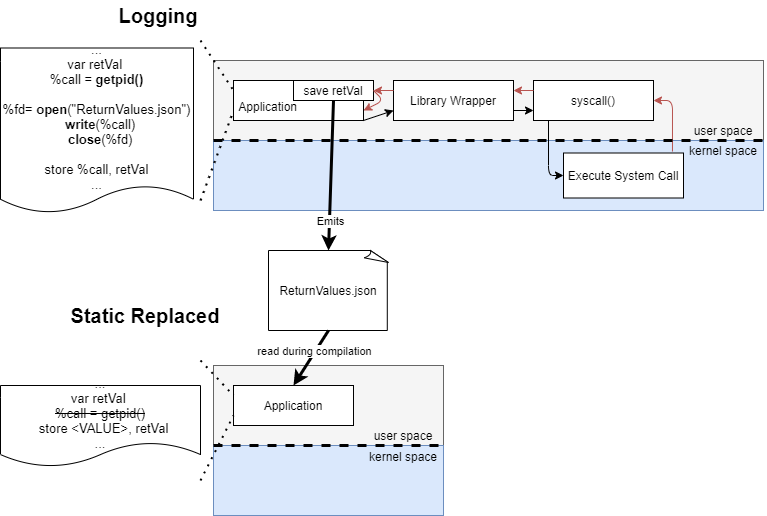 Logging
...
var retVal
%call = getpid()
%fd= open("ReturnValues.json")
write(%call)
close(%fd)
store %call, retVal
...
save retVal
Application
Library Wrapper
syscall()
user space
kernel space
Execute System Call
Emits
ReturnValues.json
Static Replaced
read during compilation
...
var retVal
%call = getpid()
store <VALUE>, retVal
...
Application
user space
kernel space